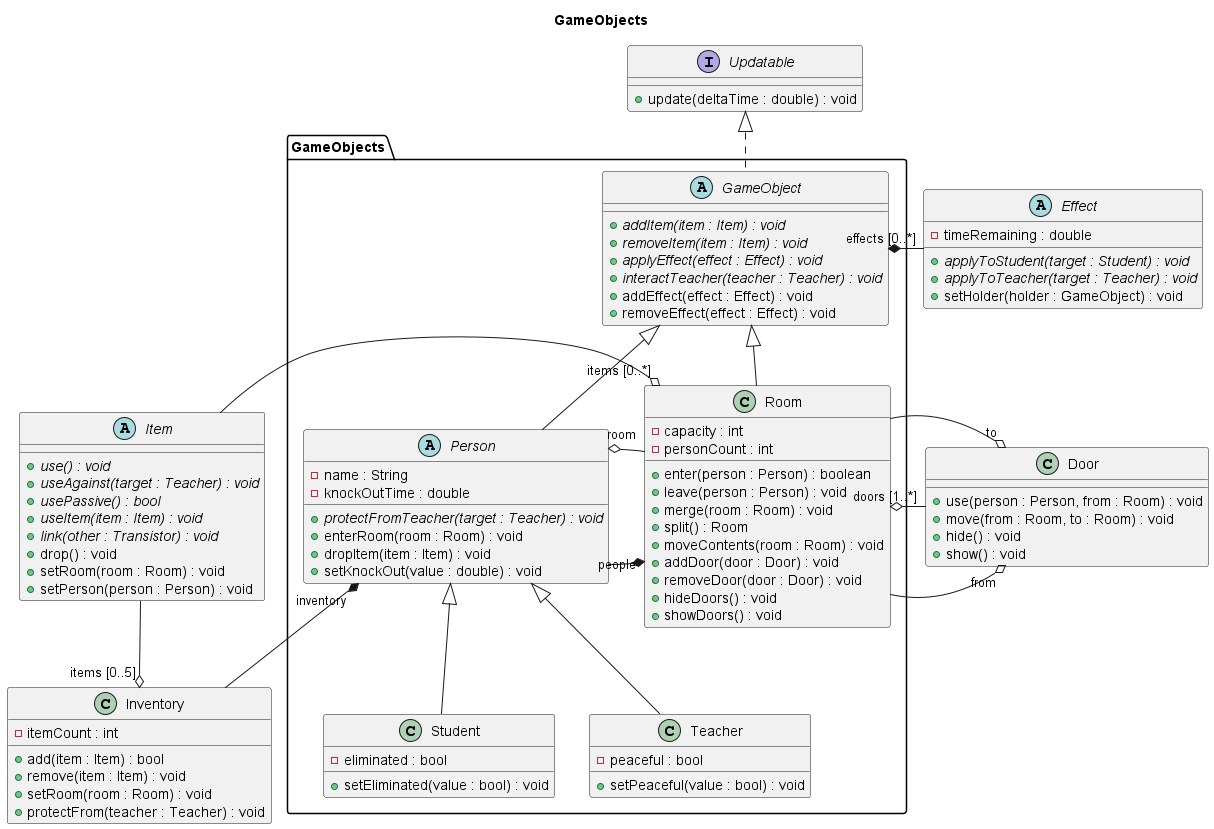 GameObjects
I Updatable
update(deltaTime : double) : void
GameObjects
A GameObject
addItem(item : Item) : void
removeItem(item : Item) : void
applyEffect(effect : Effect) : void
interactTeacher(teacher : Teacher) : void
addEffect(effect : Effect) : void
removeEffect(effect : Effect) : void
effects [0..*]
A Effect
timeRemaining : double
applyToStudent(target : Student) : void
applyToTeacher(target : Teacher) : void
setHolder(holder : GameObject) : void
items [0..*]
A Item
use() : void
useAgainst(target : Teacher) : void
usePassive() : bool
useItem(item : Item) : void
link(other : Transistor) : void
drop() : void
setRoom(room : Room) : void
setPerson(person : Person) : void
A Person
name : String
knockOutTime : double
protectFromTeacher(target : Teacher) : void
enterRoom(room : Room) : void
dropItem(item : Item) : void
setKnockOut(value : double) : void
room
people
inventory
C Room
capacity : int
personCount : int
enter(person : Person) : boolean
leave(person : Person) : void
merge(room : Room) : void
split() : Room
moveContents(room : Room) : void
addDoor(door : Door) : void
removeDoor(door : Door) : void
hideDoors() : void
showDoors() : void
to
doors [1..*]
from
C Door
use(person : Person, from : Room) : void
move(from : Room, to : Room) : void
hide() : void
show() : void
items [0..5]
C Inventory
itemCount : int
add(item : Item) : bool
remove(item : Item) : void
setRoom(room : Room) : void
protectFrom(teacher : Teacher) : void
C Student
eliminated : bool
setEliminated(value : bool) : void
C Teacher
peaceful : bool
setPeaceful(value : bool) : void